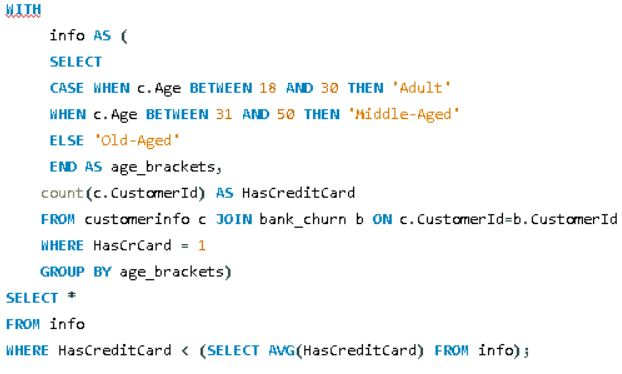 WITH
info AS (
SELECT
CASE WHEN c.Age BETWEEN 18 AND 30 THEN 'Adult'
WHEN c.Age BETWEEN 31 AND 50 THEN 'Middle-Aged'
ELSE 'Old-Aged'
END AS age_brackets,
count(c.CustomerId) AS HasCreditCard
FROM customerinfo c JOIN bank_churn b ON c.CustomerId=b.CustomerId
WHERE HasCrCard = 1
GROUP BY age_brackets)
SELECT *
FROM info
WHERE HasCreditCard < (SELECT AVG(HasCreditCard) FROM info);